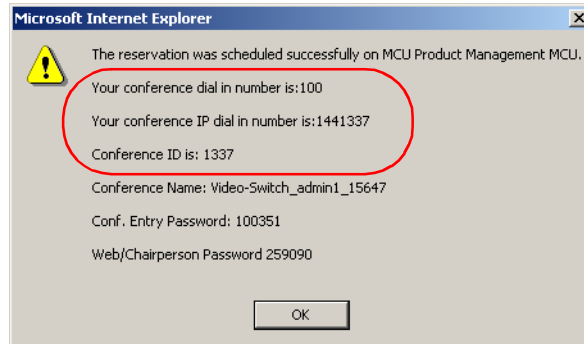 Microsoft Internet Explorer
The reservation was scheduled successfully on MCU Product Management MCU.
Your conference dial in number is:100
Your conference IP dial in number is:1441337
Conference ID is: 1337
Conference Name: Video-Switch_admin1_15647
Conf. Entry Password: 100351
Web/Chairperson Password 259090
OK